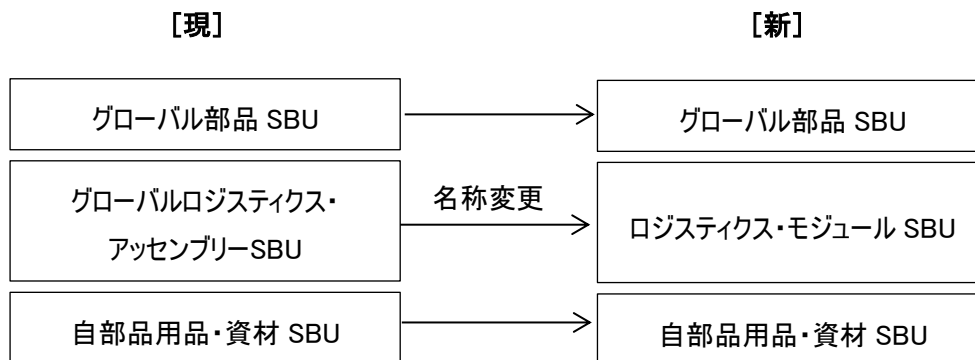 [現] [新]
グローバル部品 SBU グローバル部品 SBU
グローバルロジスティクス・
アッセンブリーSBU
名称変更
ロジスティクス・モジュール SBU
自部品用品・資材 SBU 自部品用品・資材 SBU